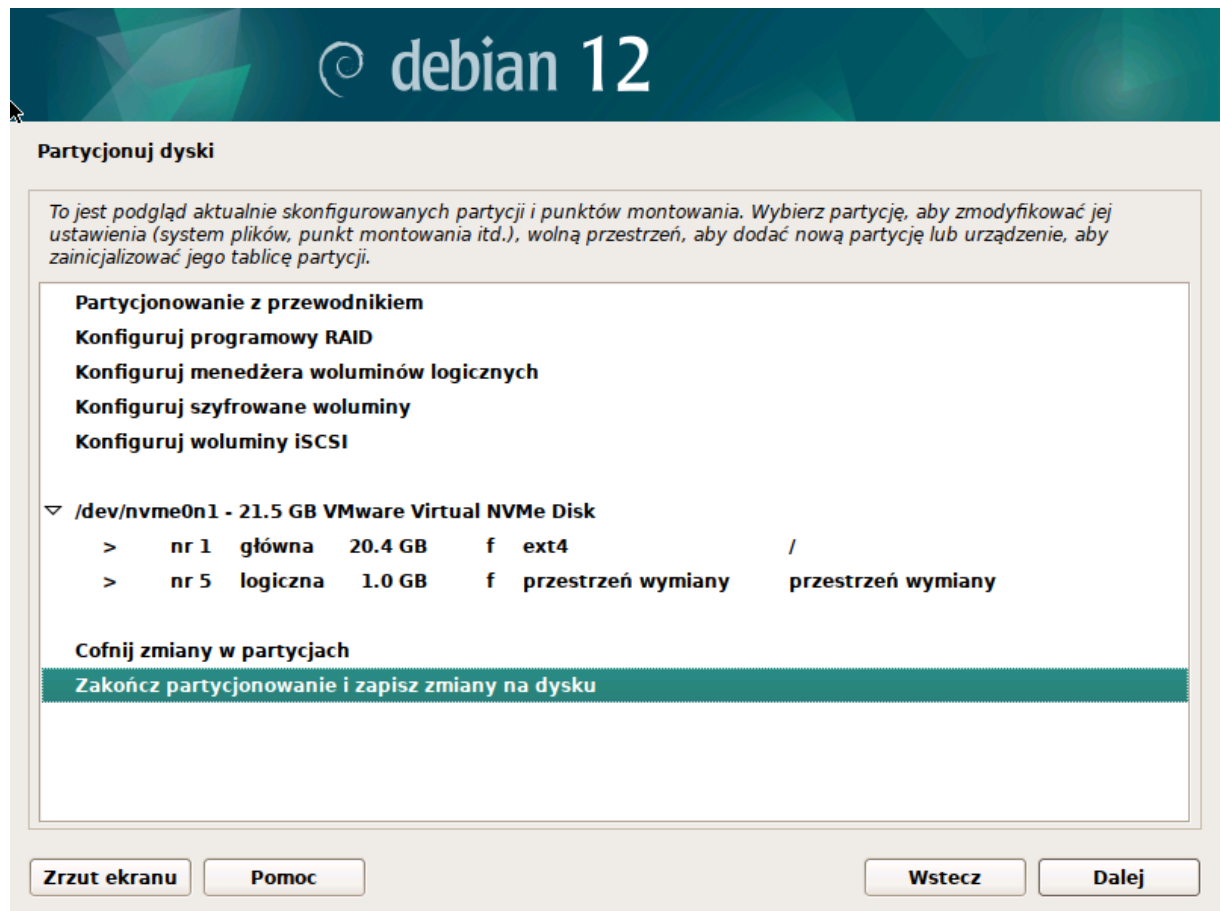 debian 12
Partycjonuj dyski
To jest podgląd aktualnie skonfigurowanych partycji i punktów montowania. Wybierz partycję, aby zmodyfikować jej
ustawienia (system plików, punkt montowania itd.), wolną przestrzeń, aby dodać nową partycję lub urządzenie, aby
zainicjalizować jego tablicę partycji.
Partycjonowanie z przewodnikiem
Konfiguruj programowy RAID
Konfiguruj menedżera woluminów logicznych
Konfiguruj szyfrowane woluminy
Konfiguruj woluminy iSCSI
/dev/nvme0n1 - 21.5 GB VMware Virtual NVMe Disk
> nr 1 główna 20.4 GB f ext4 /
> nr 5 logiczna 1.0 GB f przestrzeń wymiany przestrzeń wymiany
Cofnij zmiany w partycjach
Zakończ partycjonowanie i zapisz zmiany na dysku
Zrzut ekranu Pomoc Wstecz Dalej